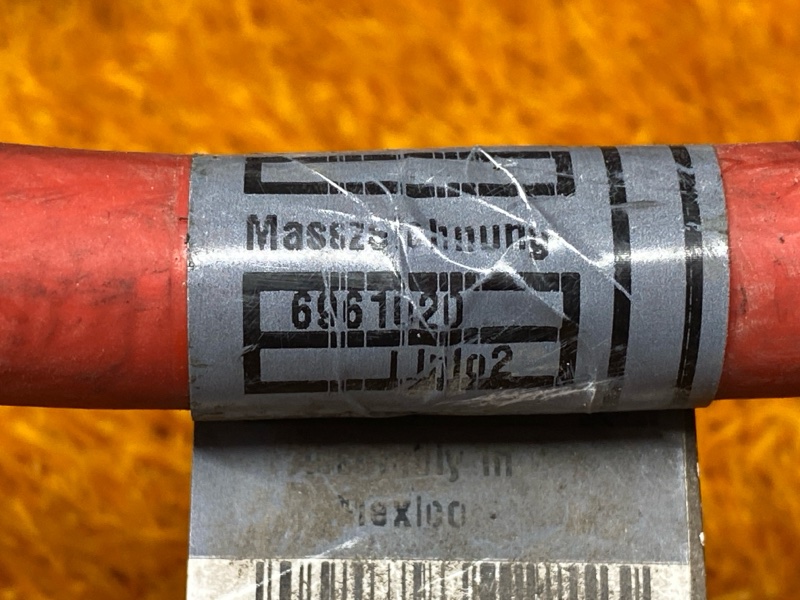 Masszeichnung
6961020
Assembly in
Mexico